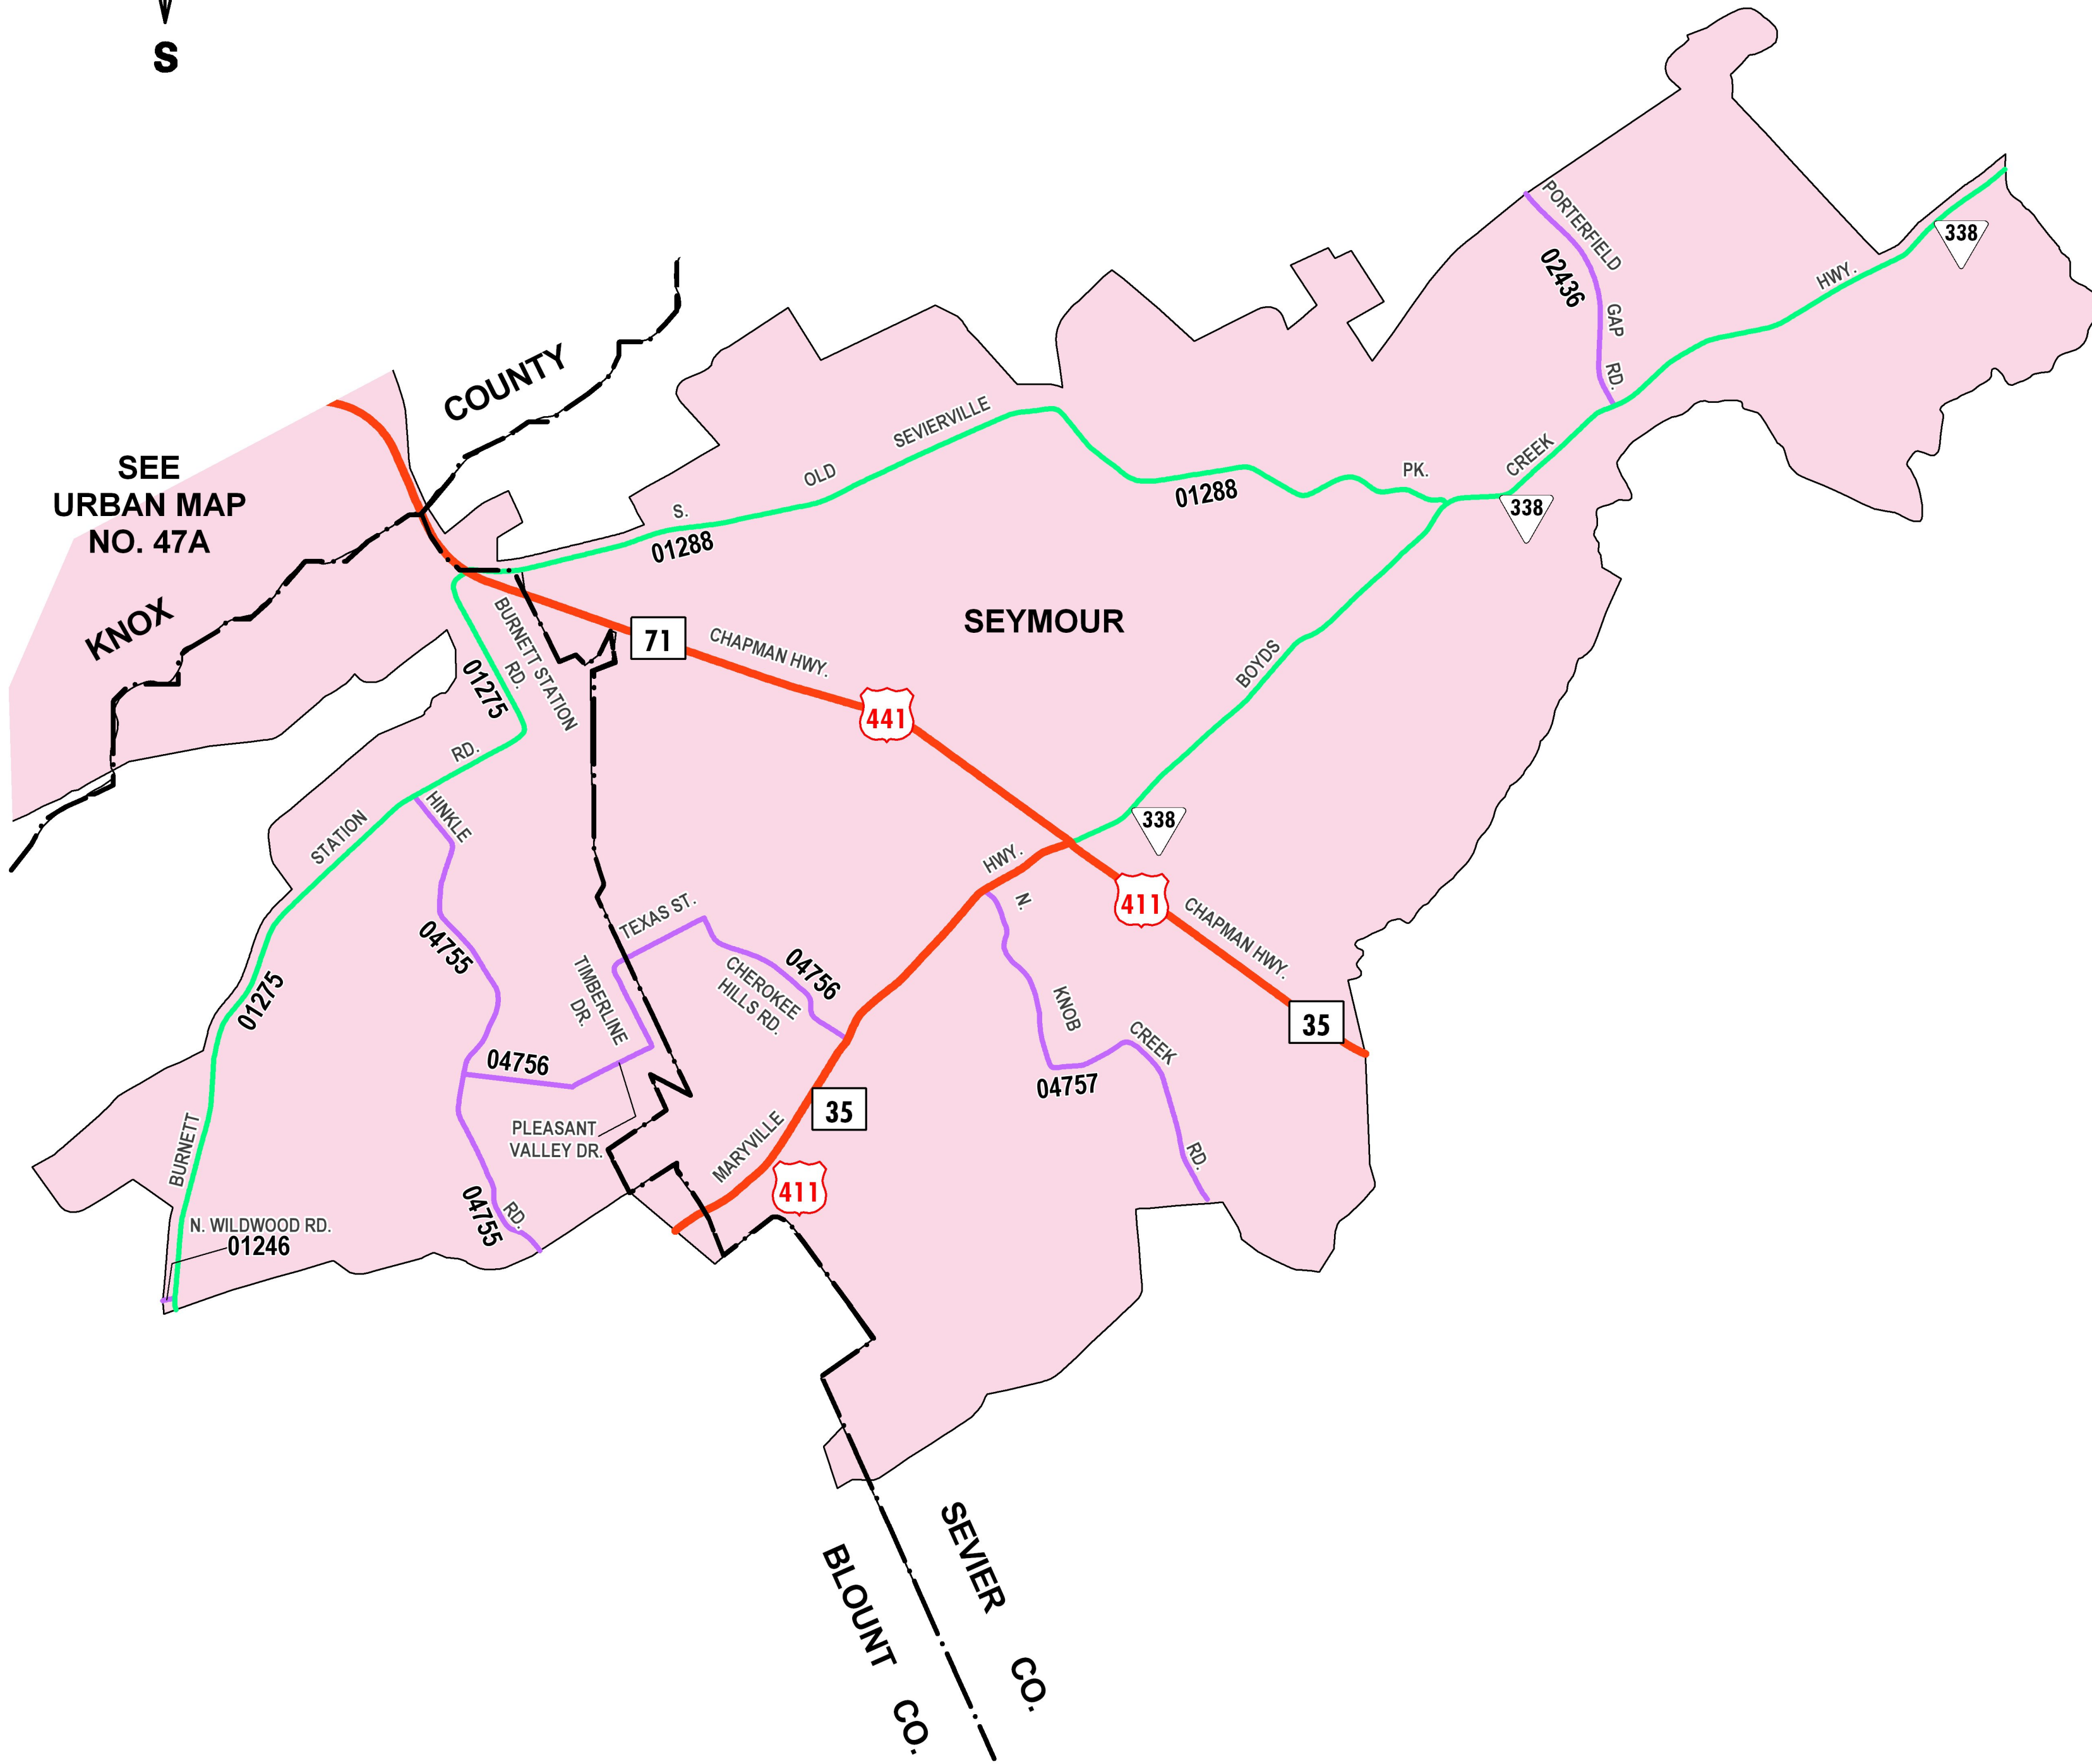 S
PORTERFIELD
GAP
RD.
02436
338
HWY.
COUNTY
KNOX
SEE
URBAN MAP
NO. 47A
S.
OLD
SEVIERVILLE
PK.
01288
01288
CREEK
338
BURNETT STATION
RD.
01275
71
CHAPMAN HWY.
SEYMOUR
441
BOYDS
338
HWY.
411
CHAPMAN HWY.
35
RD.
STATION
HINKLE
04755
01275
TEXAS ST.
TIMBERLINE
DR.
CHEROKEE
HILLS RD.
04756
N.
KNOB
CREEK
04757
RD.
04756
PLEASANT
VALLEY DR.
35
MARYVILLE
411
BURNETT
N. WILDWOOD RD.
01246
04755
RD.
SEVIER CO.
BLOUNT CO.